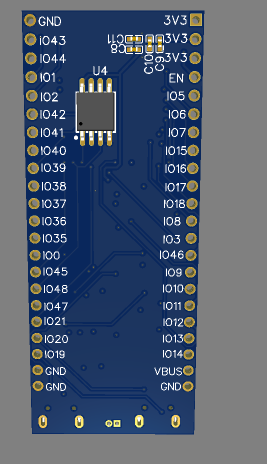 GND 3V3
IO43 C11 3V3
IO44 C8 3V3
C10 C9
IO1 U4 EN
IO2 IO5
IO42 IO6
IO41 IO7
IO40 IO15
IO39 IO16
IO38 IO17
IO37 IO18
IO36 IO8
IO35 IO3
IO0 IO46
IO45 IO9
IO48 IO10
IO47 IO11
IO21 IO12
IO20 IO13
IO19 IO14
GND VBUS
GND GND